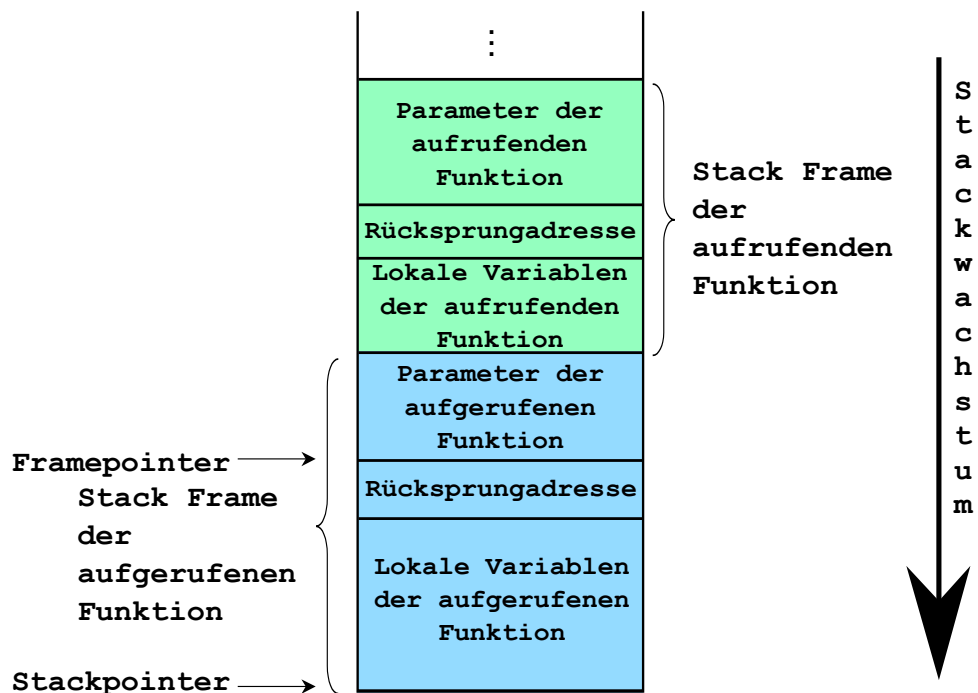 ⋮
Parameter der
aufrufenden
Funktion
Rücksprungadresse
Lokale Variablen
der aufrufenden
Funktion
Stack Frame
der
aufrufenden
Funktion
Parameter der
aufgerufenen
Funktion
Rücksprungadresse
Lokale Variablen
der aufgerufenen
Funktion
Framepointer
Stack Frame
der
aufgerufenen
Funktion
Stackpointer
Stackwachstum